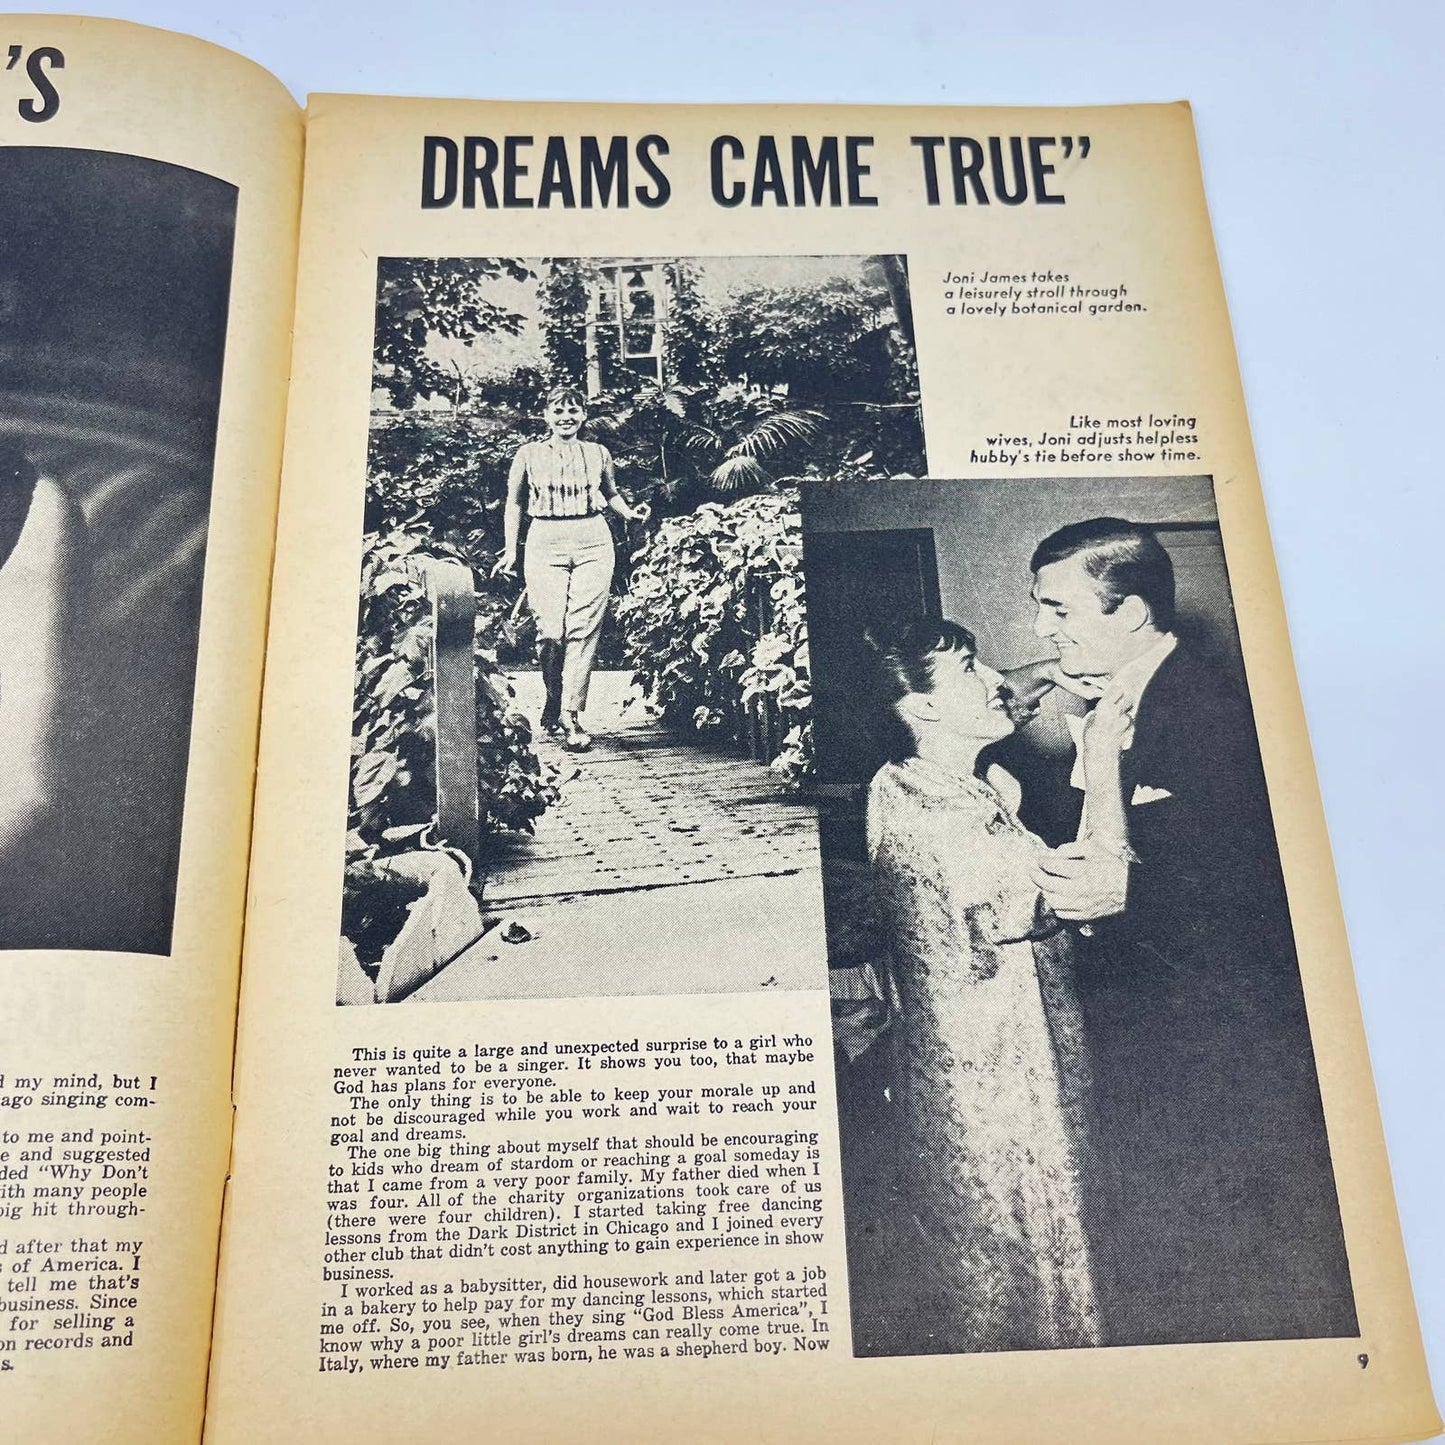 'S
d my mind, but I
ago singing com-
to me and point-
e and suggested
ded "Why Don't
ith many people
big hit through-
d after that my
s of America. I
tell me that's
business. Since
for selling a
on records and
s.
DREAMS CAME TRUE"
Joni James takes
a leisurely stroll through
a lovely botanical garden.
Like most loving
wives, Joni adjusts helpless
hubby's tie before show time.
This is quite a large and unexpected surprise to a girl who
never wanted to be a singer. It shows you too, that maybe
God has plans for everyone.
The only thing is to be able to keep your morale up and
not be discouraged while you work and wait to reach your
goal and dreams.
The one big thing about myself that should be encouraging
to kids who dream of stardom or reaching a goal someday is
that I came from a very poor family. My father died when I
was four. All of the charity organizations took care of us
(there were four children). I started taking free dancing
lessons from the Dark District in Chicago and I joined every
other club that didn't cost anything to gain experience in show
business.
I worked as a babysitter, did housework and later got a job
in a bakery to help pay for my dancing lessons, which started
me off. So, you see, when they sing "God Bless America", I
know why a poor little girl's dreams can really come true. In
Italy, where my father was born, he was a shepherd boy. Now
9